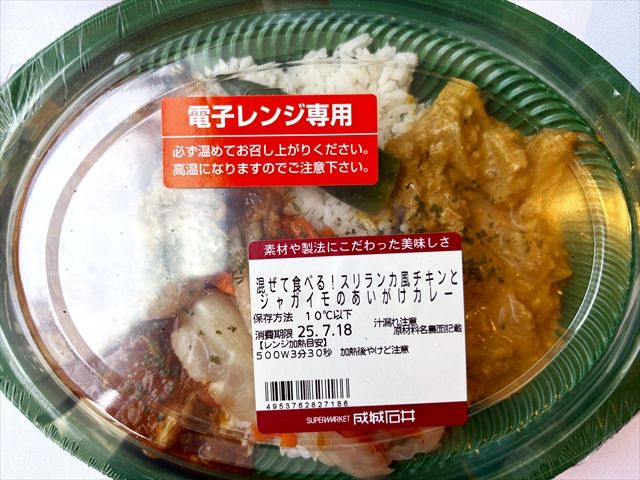 電子レンジ専用
必ず温めてお召し上がりください。
高温になりますのでご注意下さい。
素材や製法にこだわった美味しさ
混ぜて食べる！スリランカ風チキンと
ジャガイモのあいがけカレー
保存方法 10℃以下
汁漏れ注意
消費期限 25.7.18
原材料名裏面記載
【レンジ加熱目安】
500W3分30秒 加熱後やけど注意
4953762827186
SUPERMARKET 成城石井